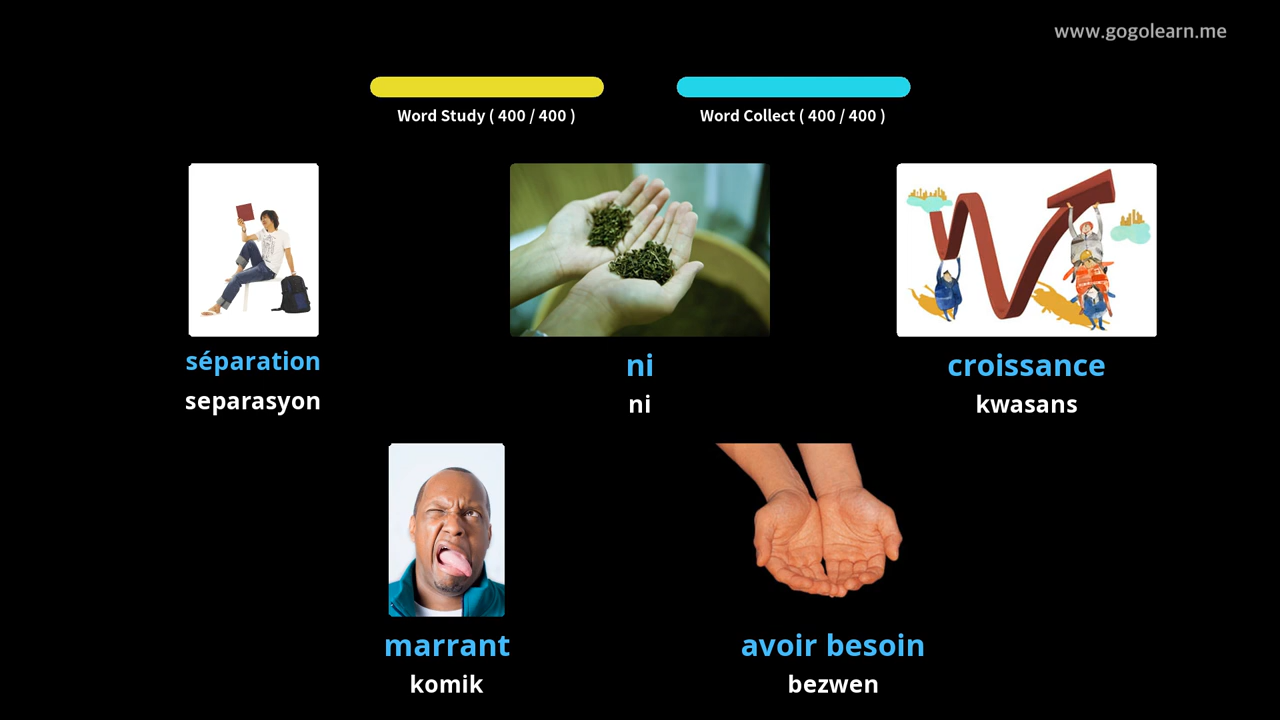 www.gogolearn.me
Word Study ( 400 / 400 )
Word Collect ( 400 / 400 )
séparation
separasyon
ni
ni
croissance
kwasans
marrant
komik
avoir besoin
bezwen